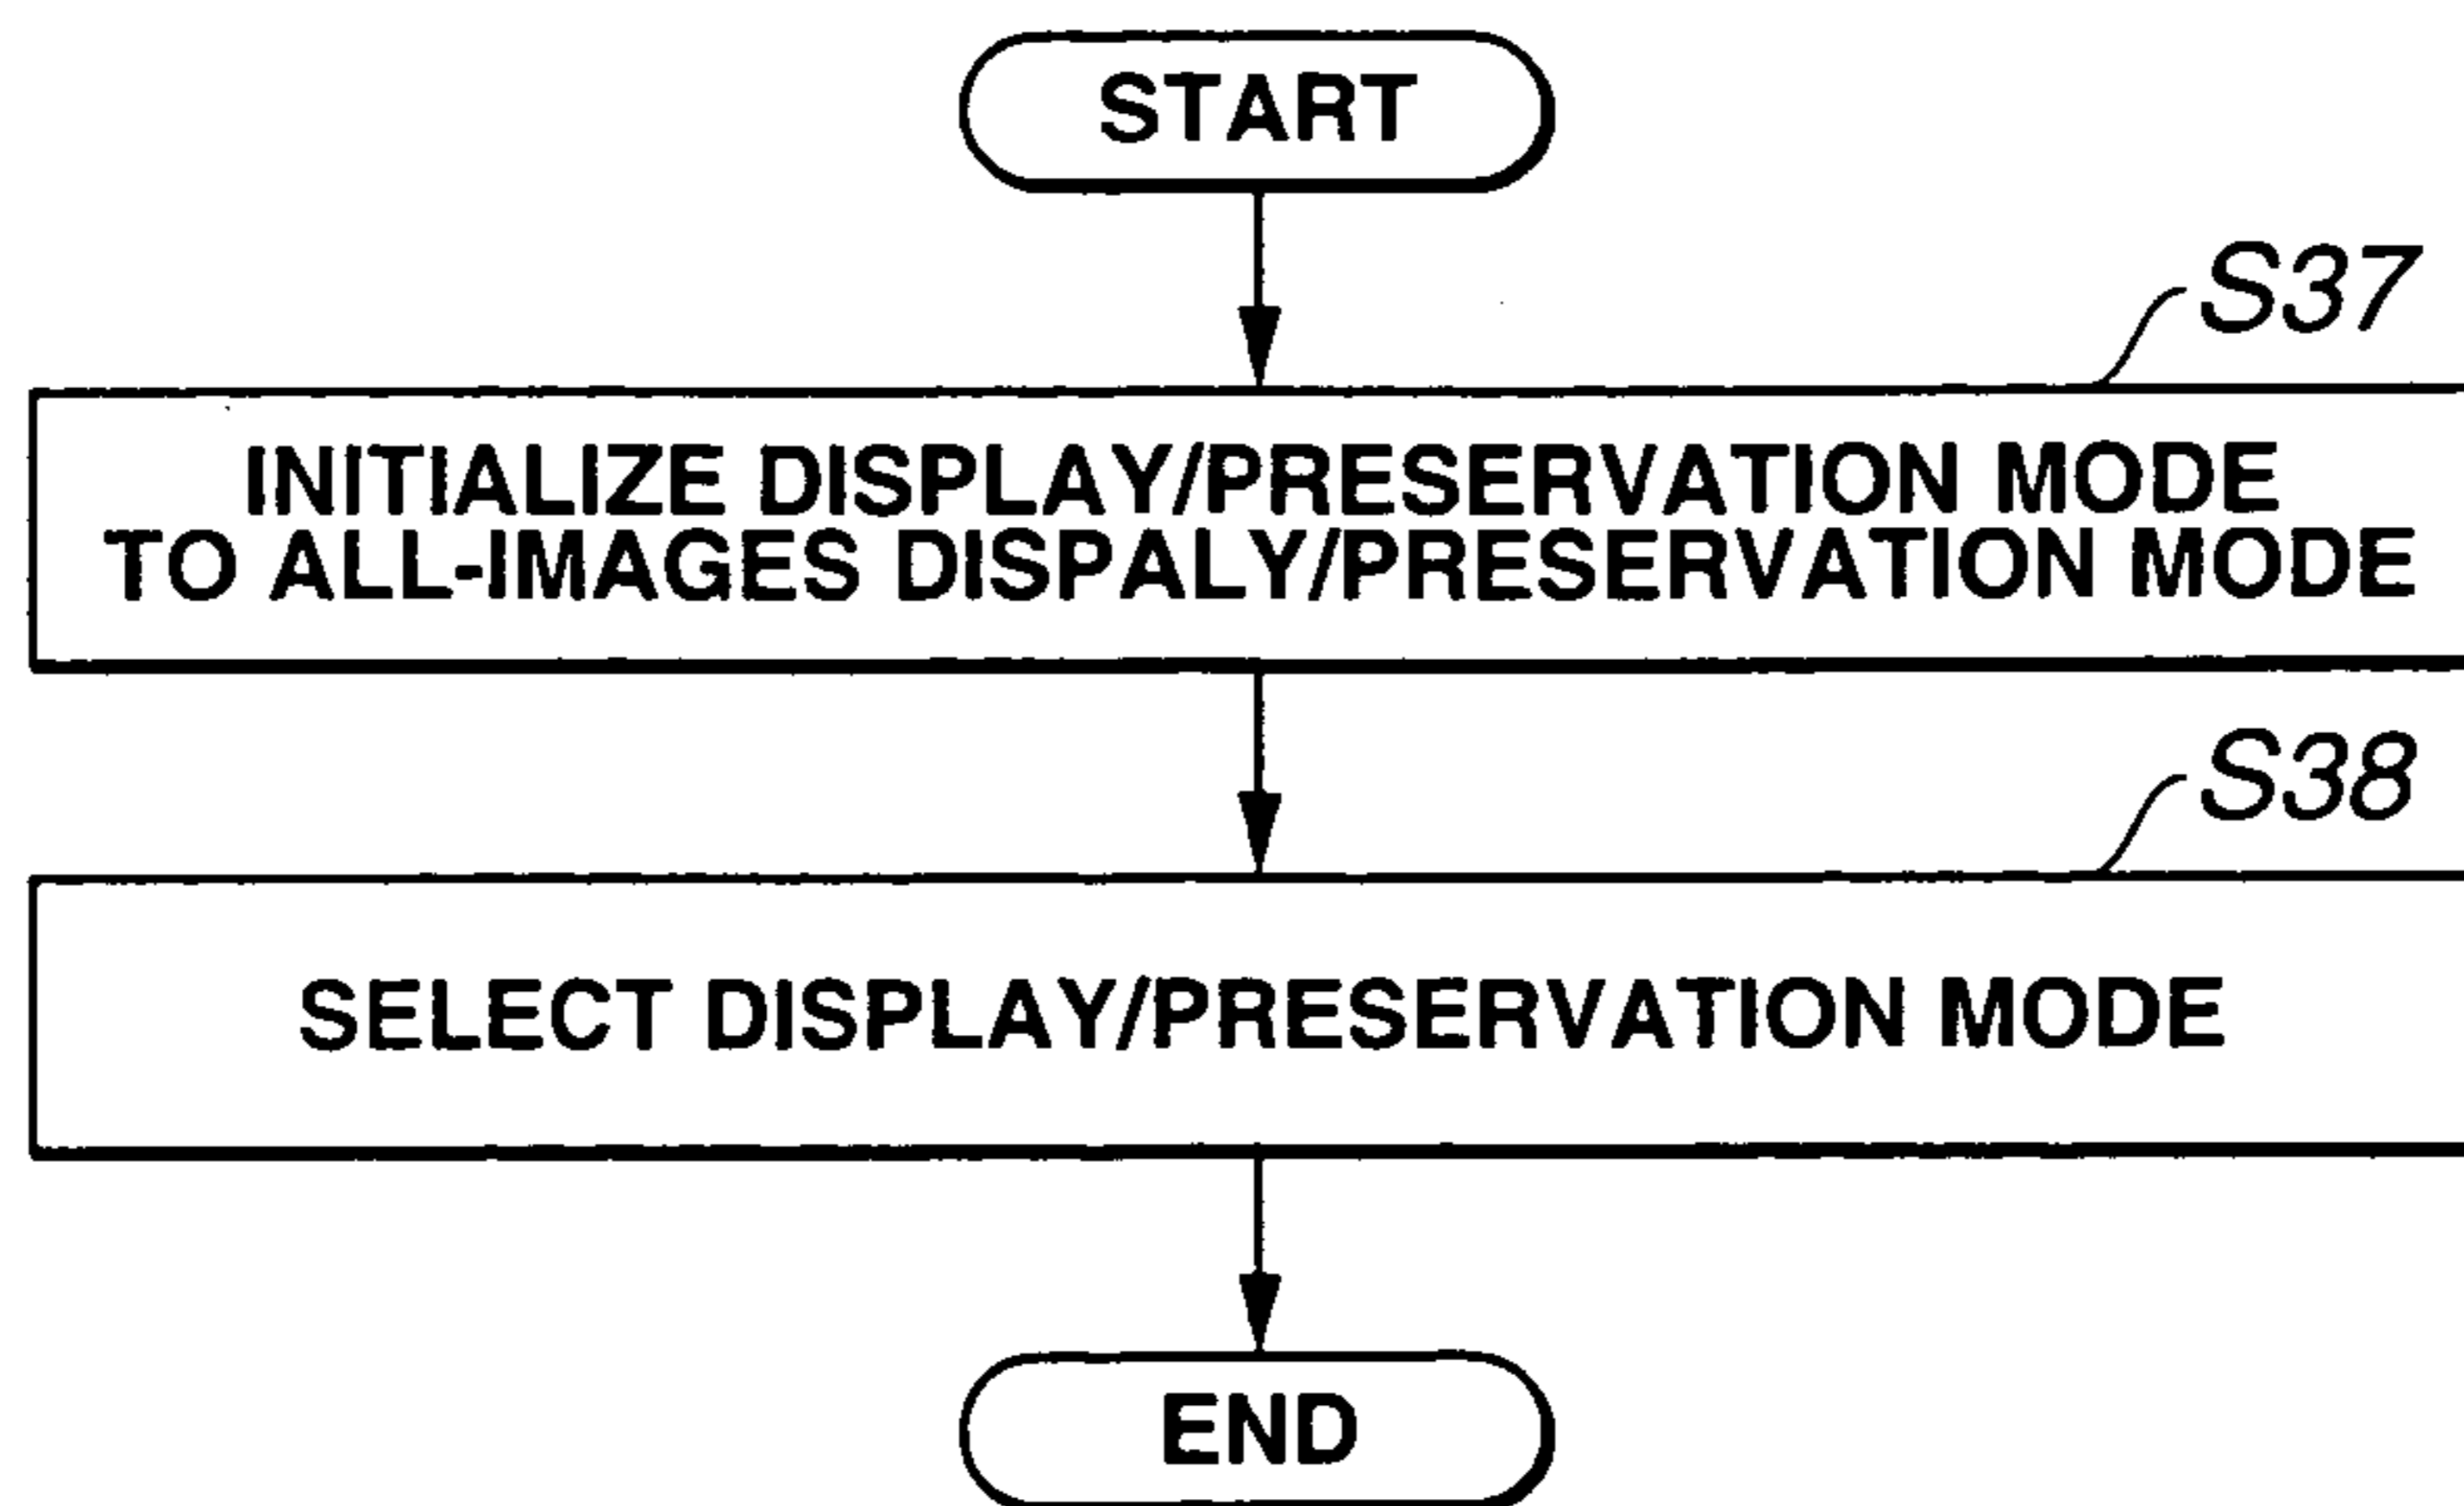 START
S37
INITIALIZE DISPLAY/PRESERVATION MODE
TO ALL-IMAGES DISPALY/PRESERVATION MODE
S38
SELECT DISPLAY/PRESERVATION MODE
END